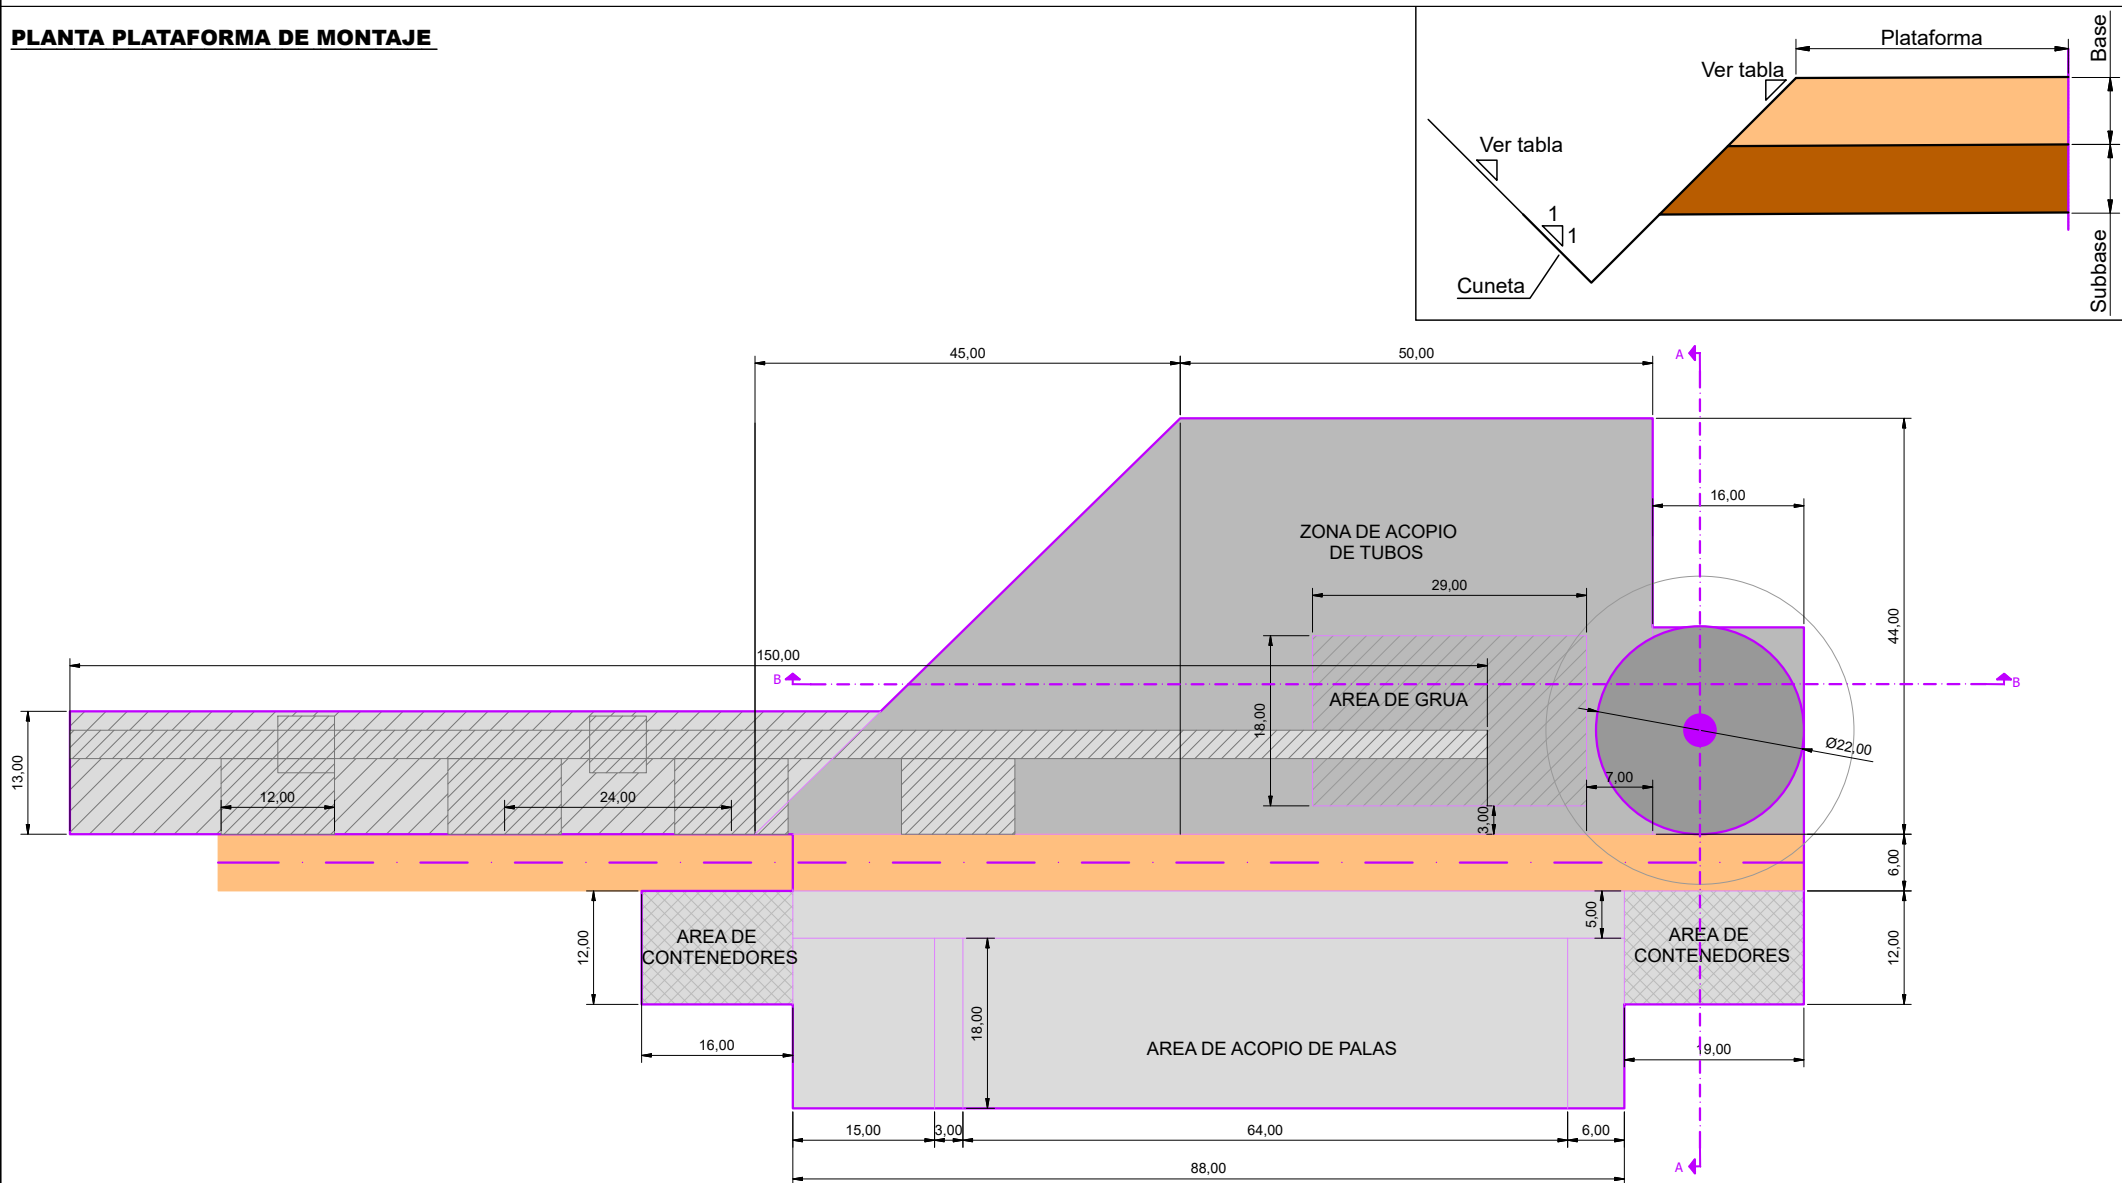 PLANTA PLATAFORMA DE MONTAJE
Plataforma
Base
Ver tabla
Ver tabla
1
1
Cuneta
Subbase
45,00
50,00
A
16,00
ZONA DE ACOPIO
DE TUBOS
29,00
44,00
150,00
B
B
AREA DE GRUA
18,00
13,00
Ø22,00
7,00
12,00
24,00
3,00
6,00
5,00
12,00
AREA DE
CONTENEDORES
AREA DE
CONTENEDORES
12,00
18,00
16,00
AREA DE ACOPIO DE PALAS
19,00
15,00
3,00
64,00
6,00
88,00
A